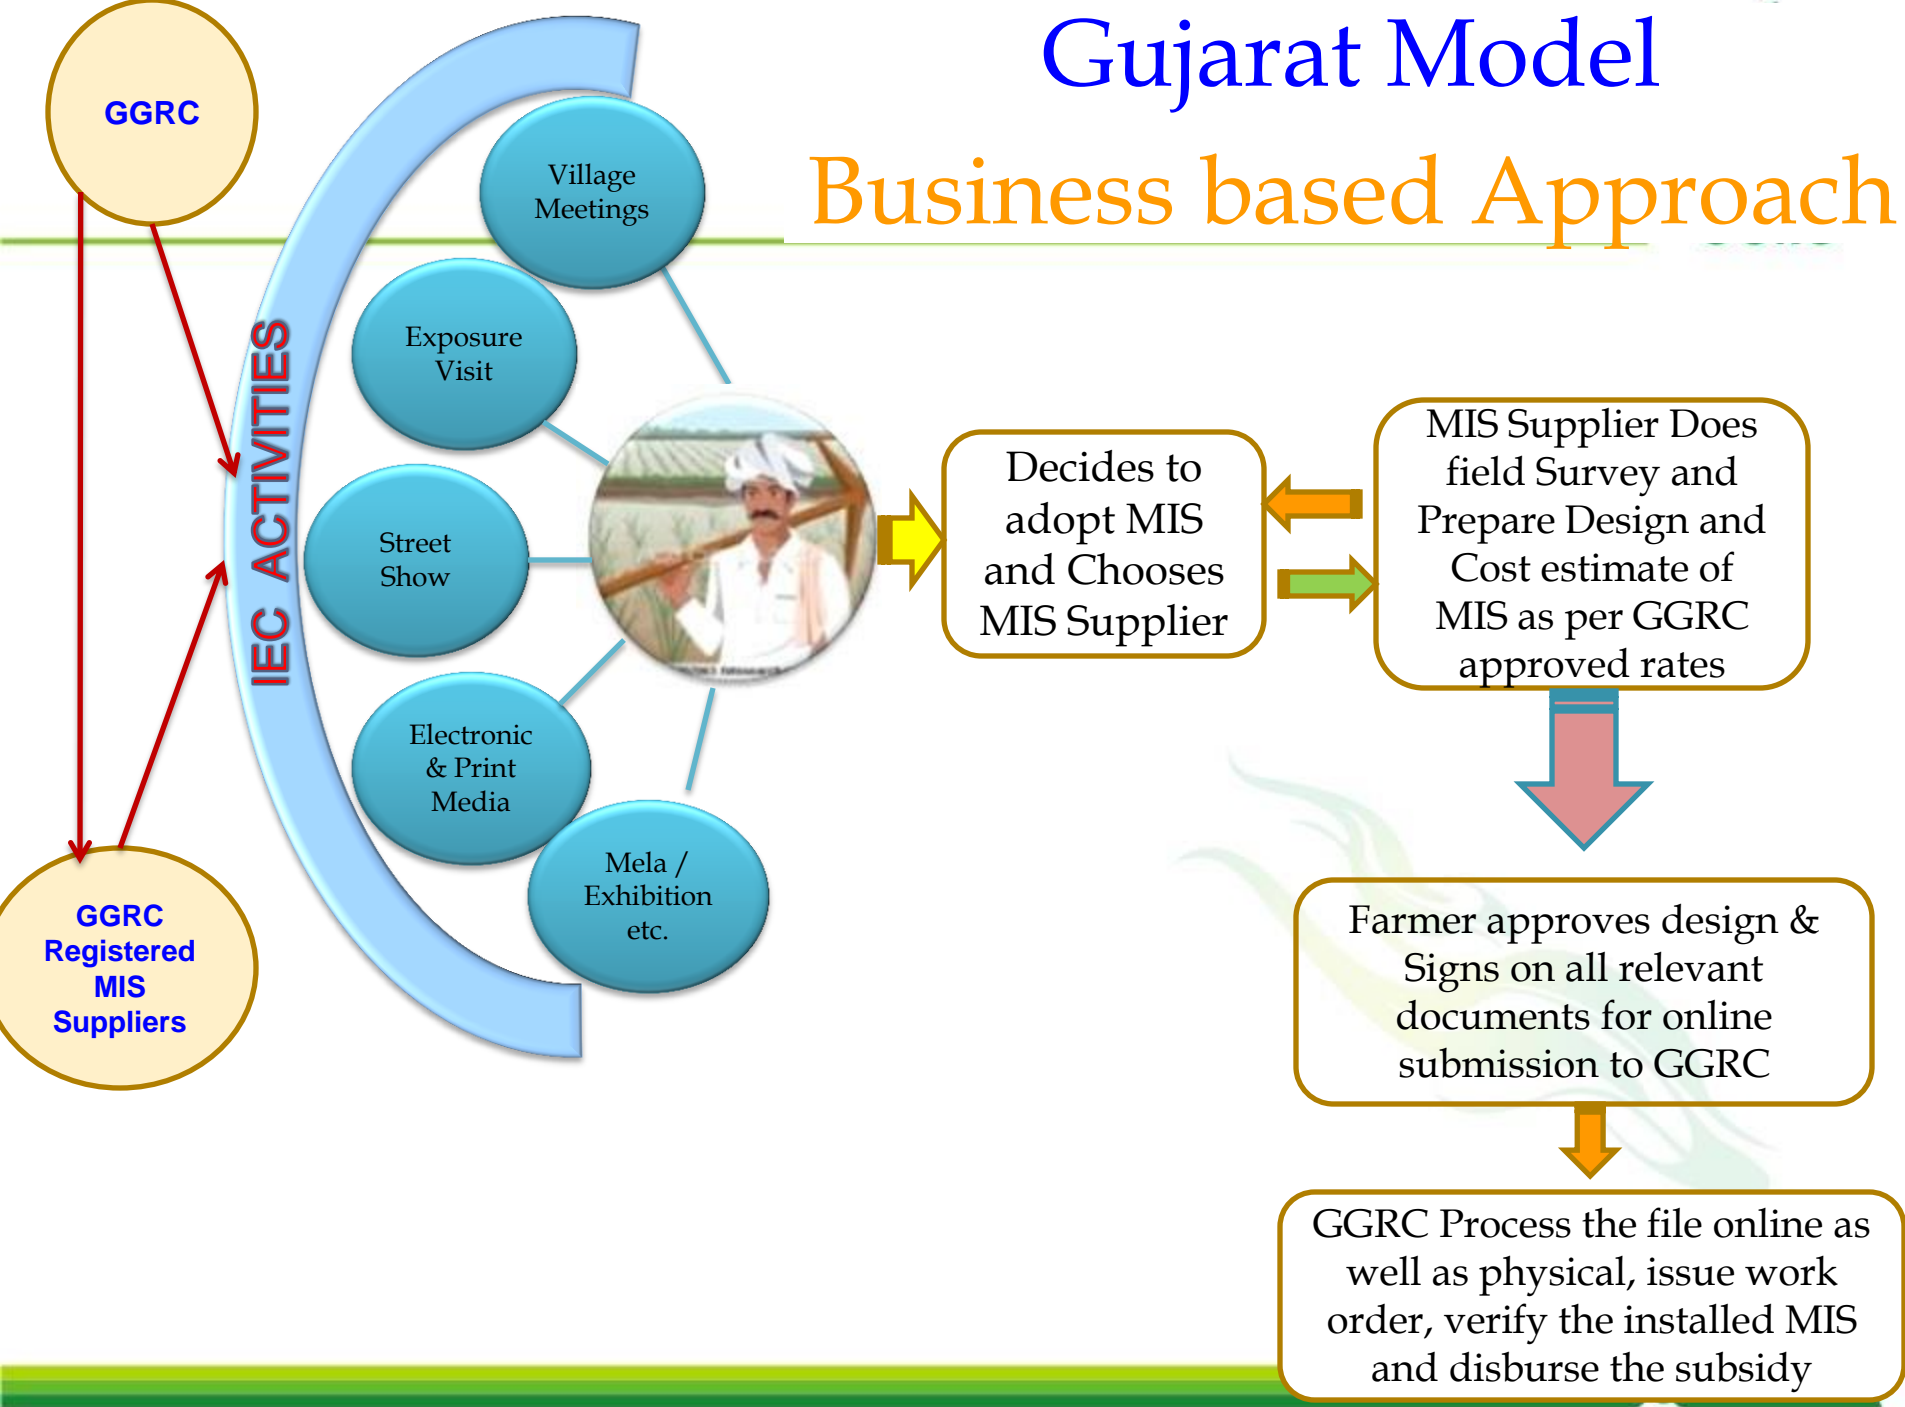 Gujarat Model
Business based Approach
GGRC
IEC ACTIVITIES
Village
Meetings
Exposure
Visit
Street
Show
Electronic
& Print
Media
Mela /
Exhibition
etc.
GGRC
Registered
MIS
Suppliers
Decides to
adopt MIS
and Chooses
MIS Supplier
MIS Supplier Does
field Survey and
Prepare Design and
Cost estimate of
MIS as per GGRC
approved rates
Farmer approves design &
Signs on all relevant
documents for online
submission to GGRC
GGRC Process the file online as
well as physical, issue work
order, verify the installed MIS
and disburse the subsidy